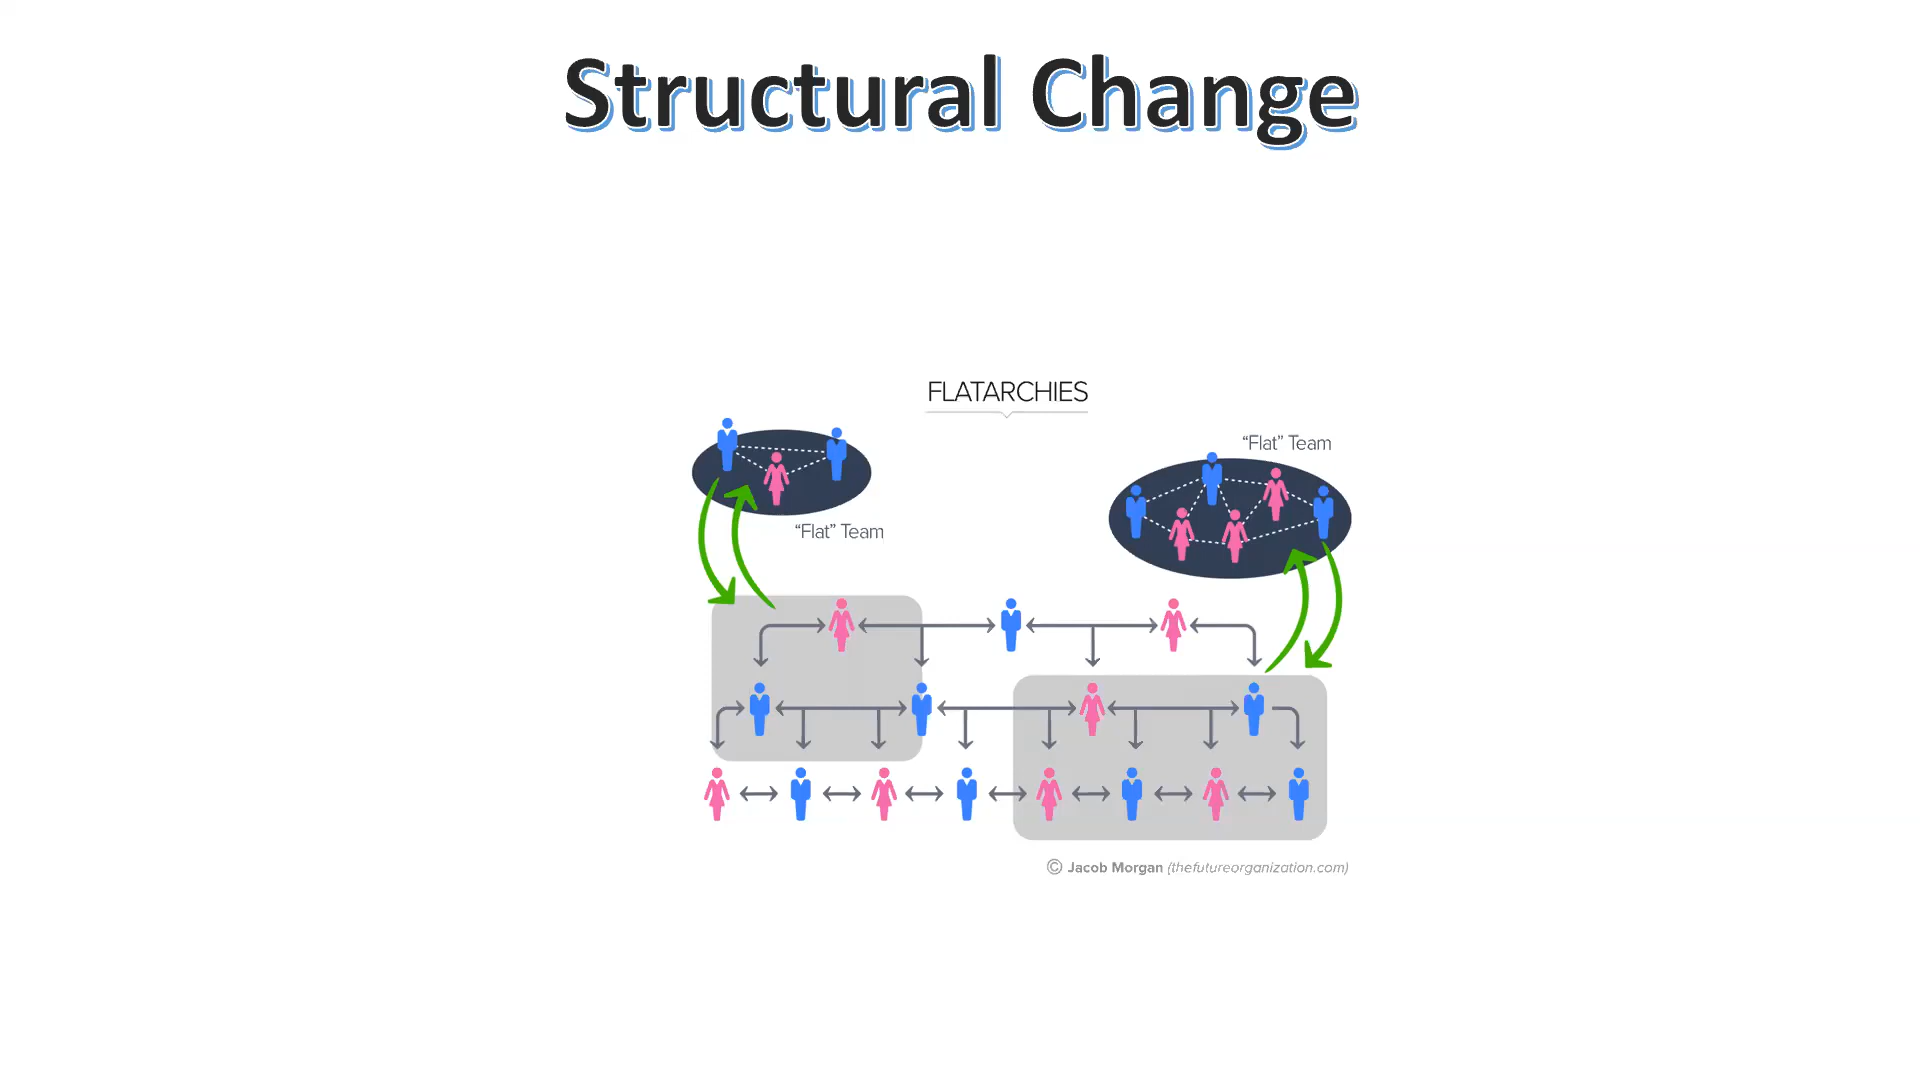 Structural Change
FLATARCHIES
“Flat” Team
“Flat” Team
© Jacob Morgan (thefutureorganization.com)